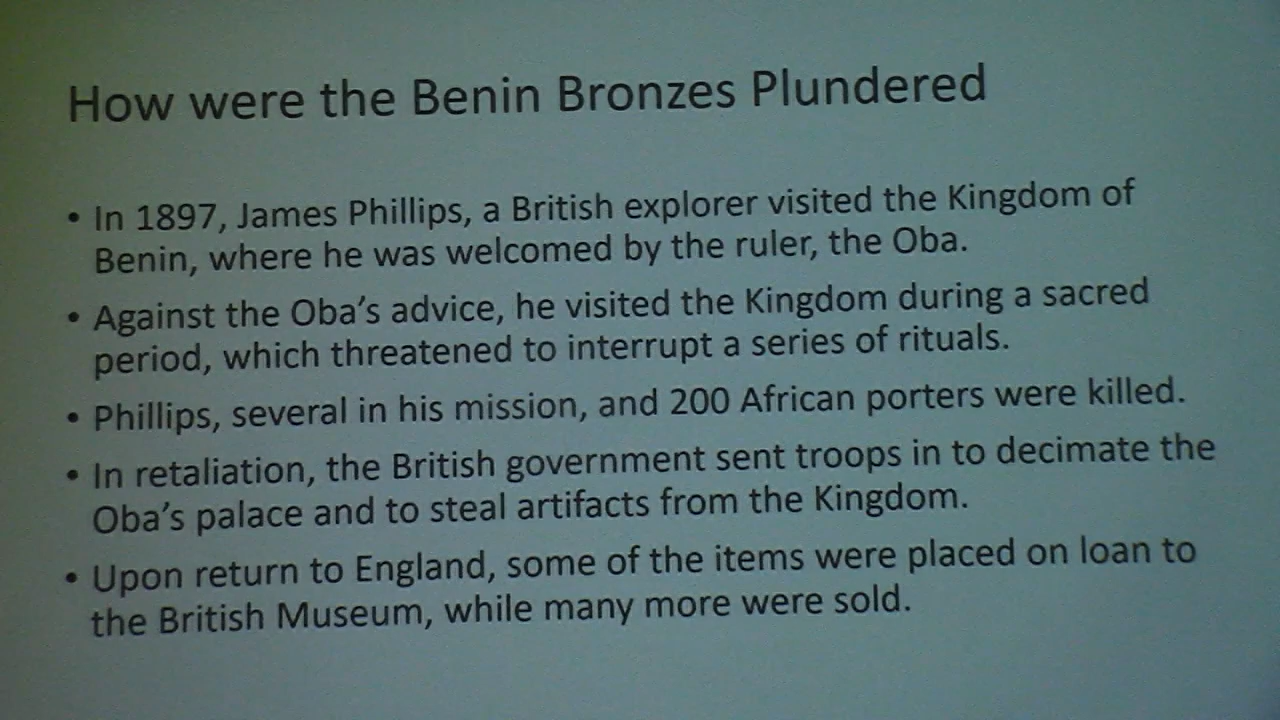 How were the Benin Bronzes Plundered
• In 1897, James Phillips, a British explorer visited the Kingdom of
Benin, where he was welcomed by the ruler, the Oba.
• Against the Oba's advice, he visited the Kingdom during a sacred
period, which threatened to interrupt a series of rituals.
• Phillips, several in his mission, and 200 African porters were killed.
• In retaliation, the British government sent troops in to decimate the
Oba's palace and to steal artifacts from the Kingdom.
• Upon return to England, some of the items were placed on loan to
the British Museum, while many more were sold.